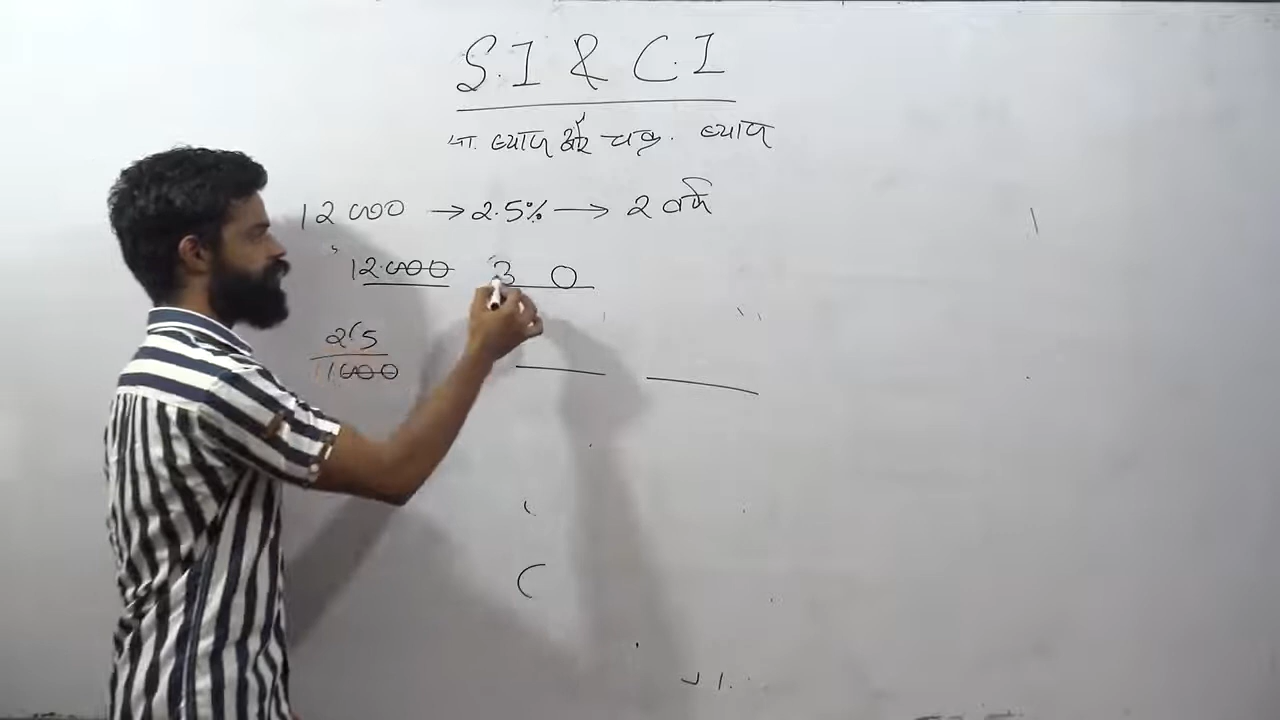 S.I & C.I
सा. ब्याज और चक्र. ब्याज
12000 → 2.5% → 2 वर्ष
12000 3 0
25
1000